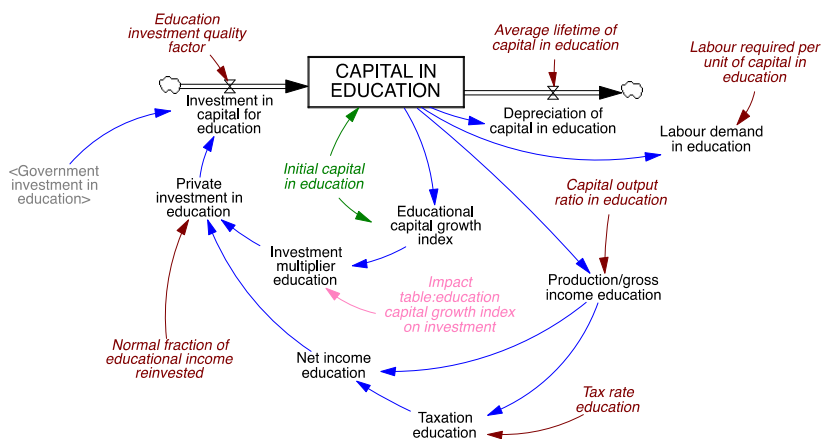 Education
investment quality
factor
Average lifetime of
capital in education
Labour required per
unit of capital in
education
CAPITAL IN
EDUCATION
Investment in
capital for
education
Depreciation of
capital in education
Labour demand
in education
<Government
investment in
education>
Private
investment in
education
Initial capital
in education
Capital output
ratio in education
Educational
capital growth
index
Investment
multiplier
education
Impact
table:education
capital growth index
on investment
Production/gross
income education
Normal fraction of
educational income
reinvested
Net income
education
Tax rate
education
Taxation
education